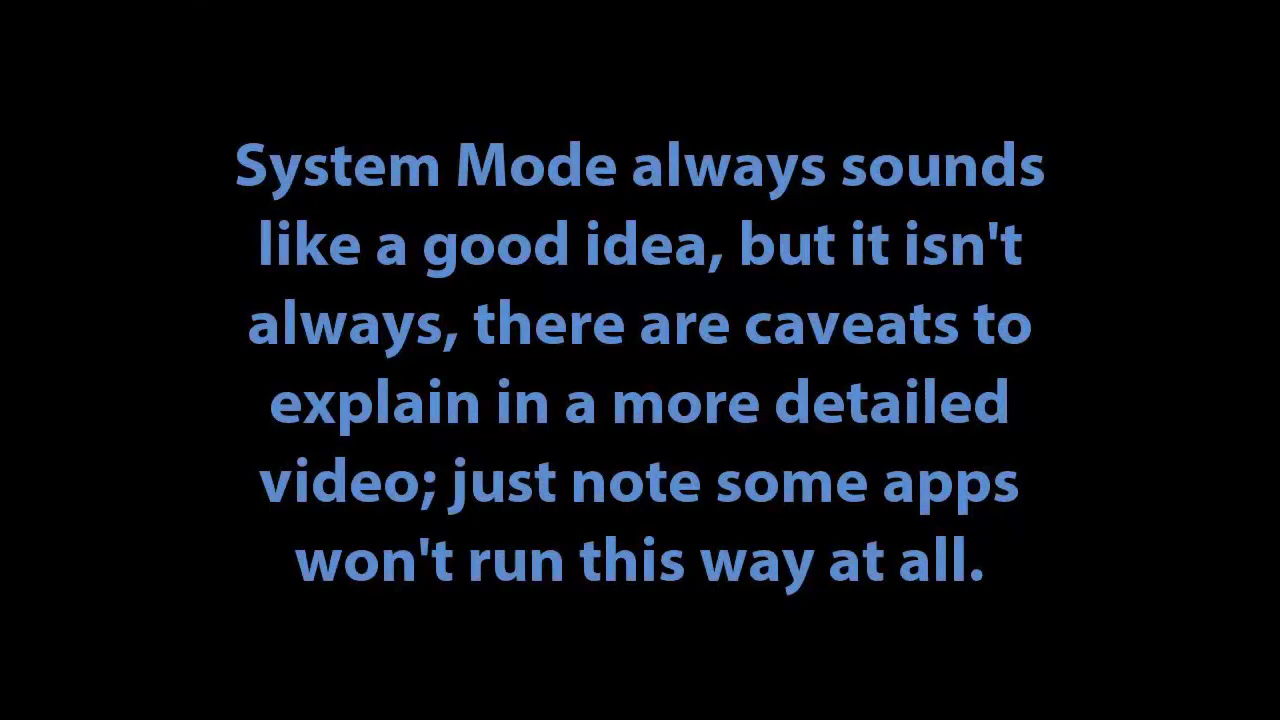 System Mode always sounds
like a good idea, but it isn't
always, there are caveats to
explain in a more detailed
video; just note some apps
won't run this way at all.